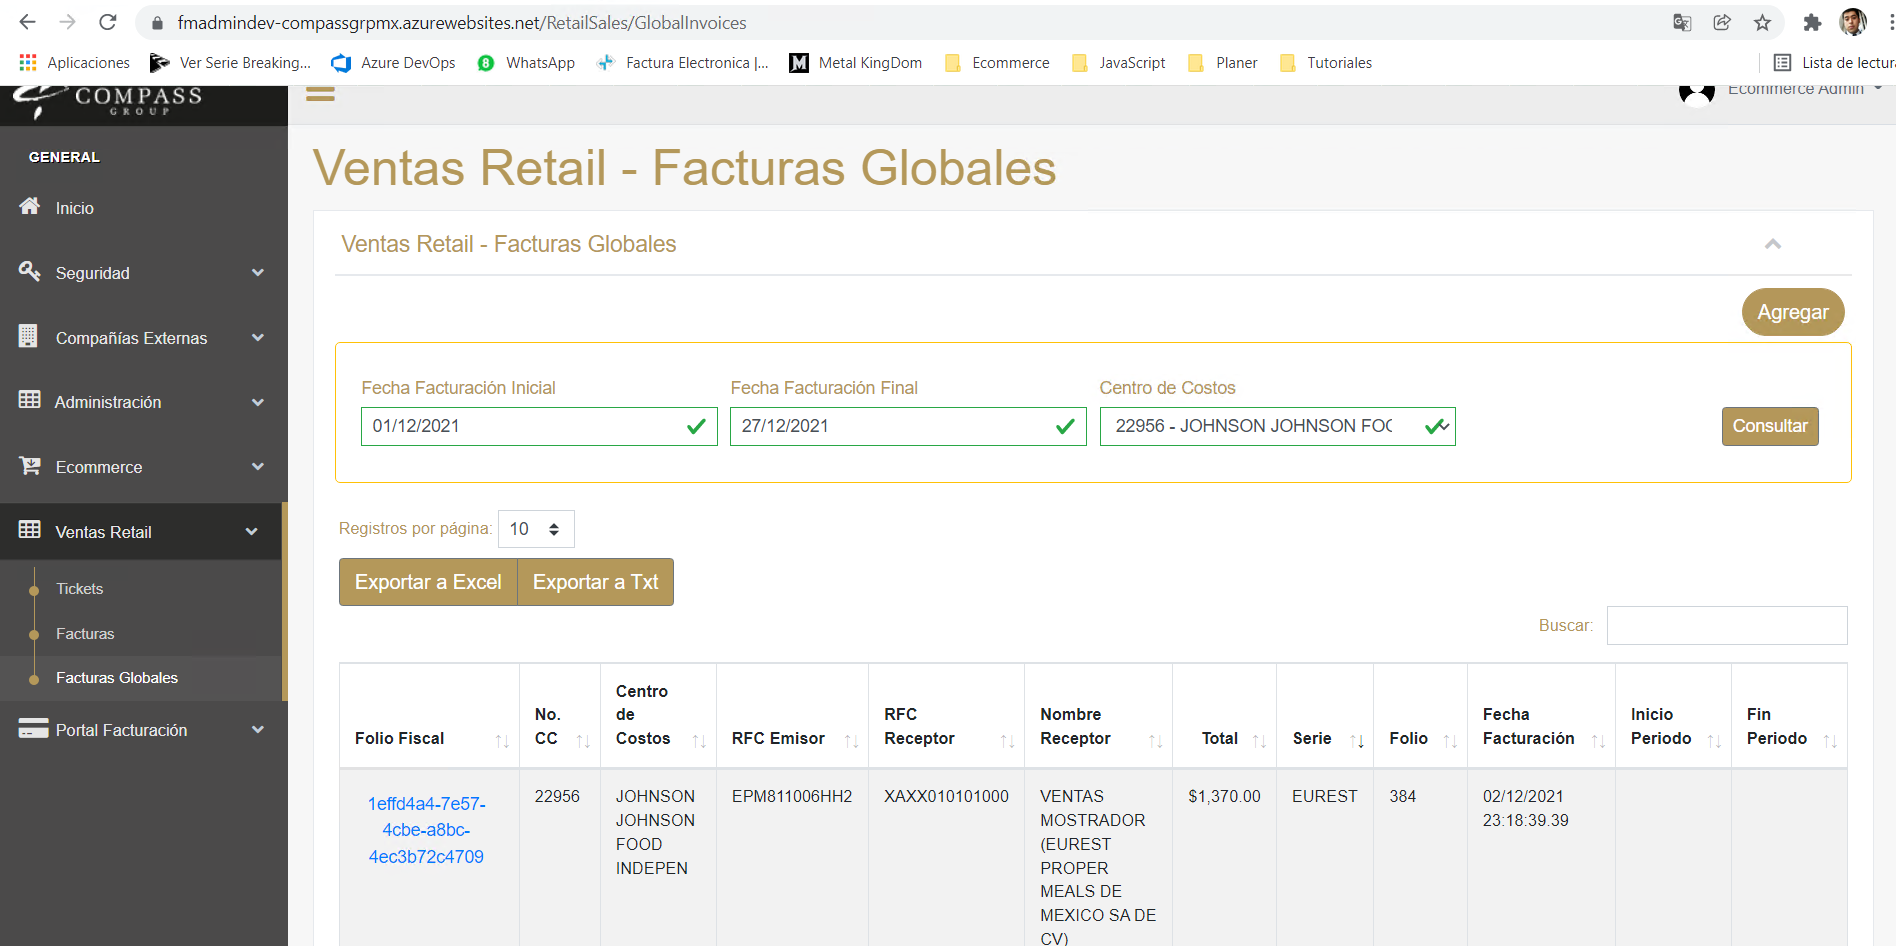 fmadmindev-compassgrpmx.azurewebsites.net/RetailSales/GlobalInvoices
Aplicaciones
Ver Serie Breaking...
Azure DevOps
8
WhatsApp
Factura Electronica |...
Metal KingDom
Ecommerce
JavaScript
Planer
Tutoriales
Lista de lectura
COMPASS
GROUP
Ecommerce Admin
GENERAL
Inicio
Seguridad
Compañías Externas
Administración
Ecommerce
Ventas Retail
Tickets
Facturas
Facturas Globales
Portal Facturación
Ventas Retail - Facturas Globales
Ventas Retail - Facturas Globales
Agregar
Fecha Facturación Inicial
Fecha Facturación Final
Centro de Costos
01/12/2021
27/12/2021
22956 - JOHNSON JOHNSON FOO
Consultar
Registros por página: 10
Exportar a Excel
Exportar a Txt
Buscar:
Folio Fiscal
No.
CC
Centro
de
Costos
RFC Emisor
RFC
Receptor
Nombre
Receptor
Total
Serie
Folio
Fecha
Facturación
Inicio
Periodo
Fin
Periodo
1effd4a4-7e57-
4cbe-a8bc-
4ec3b72c4709
22956
JOHNSON
JOHNSON
FOOD
INDEPEN
EPM811006HH2
XAXX010101000
VENTAS
MOSTRADOR
(EUREST
PROPER
MEALS DE
MEXICO SA DE
CV)
$1,370.00
EUREST
384
02/12/2021
23:18:39.39